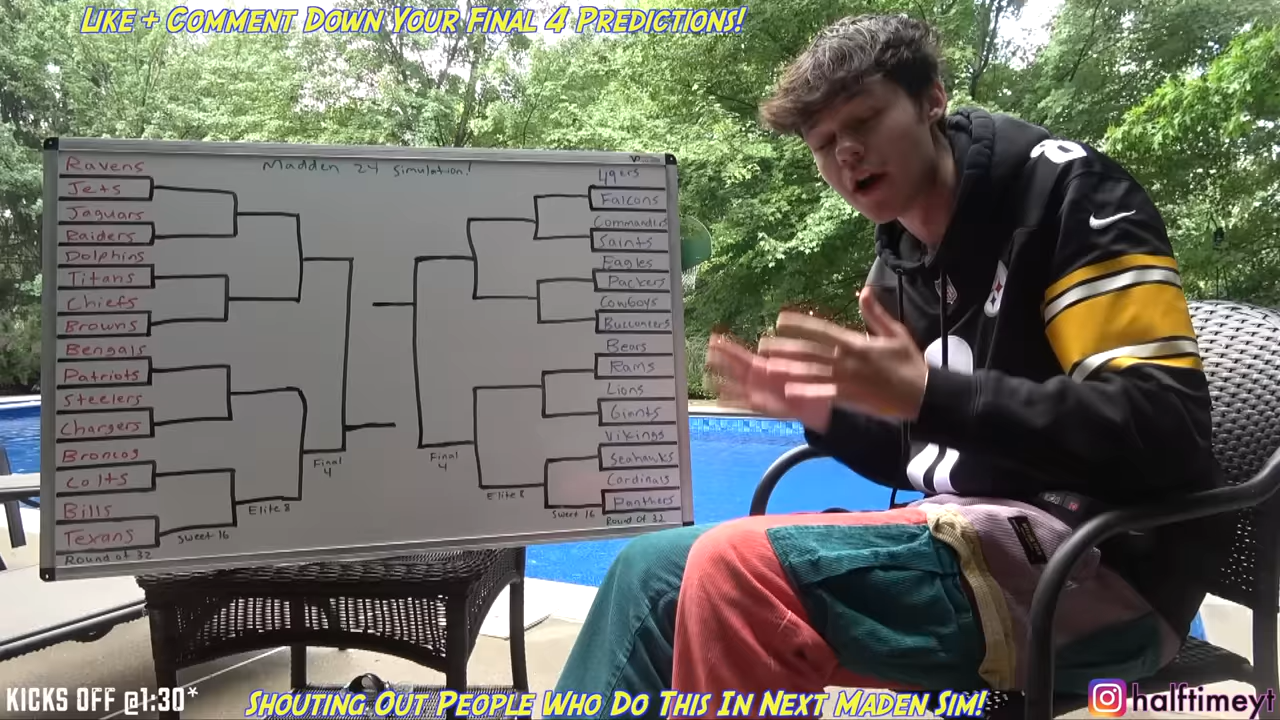 Like + Comment Down Your Final 4 Predictions!
Madden 24 Simulation!
Ravens
Jets
Jaguars
Raiders
Dolphins
Titans
Chiefs
Browns
Bengals
Patriots
Steelers
Chargers
Broncos
Colts
Bills
Texans
Round of 32
Sweet 16
Elite 8
Final
4
Final
4
Elite 8
Sweet 16
Round of 32
49ers
Falcons
Commanders
Saints
Eagles
Packers
Cowboys
Buccaneers
Bears
Rams
Lions
Giants
Vikings
Seahawks
Cardinals
Panthers
KICKS OFF @1:30*
Shouting Out People Who Do This In Next Maden Sim!
halftimeyt